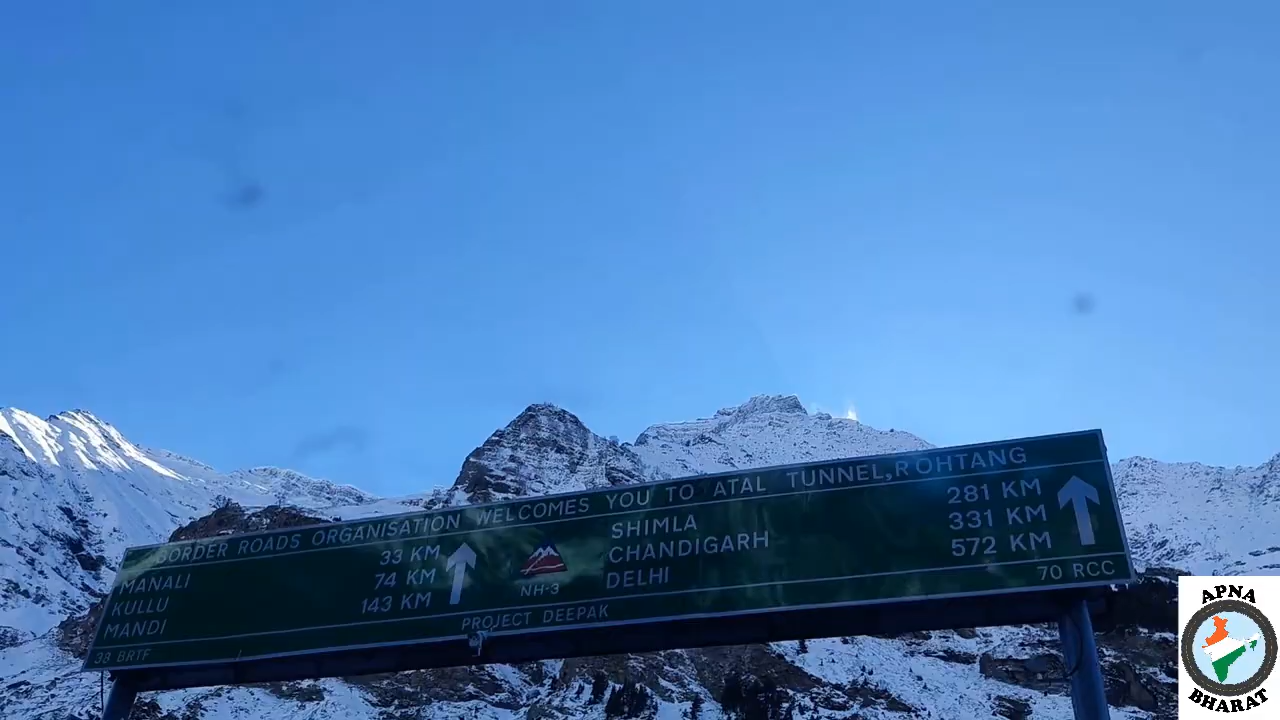 BORDER ROADS ORGANISATION WELCOMES YOU TO ATAL TUNNEL,ROHTANG
MANALI 33 KM
KULLU 74 KM
MANDI 143 KM
NH-3
SHIMLA 281 KM
CHANDIGARH 331 KM
DELHI 572 KM
38 BRTF PROJECT DEEPAK 70 RCC
APNA
BHARAT